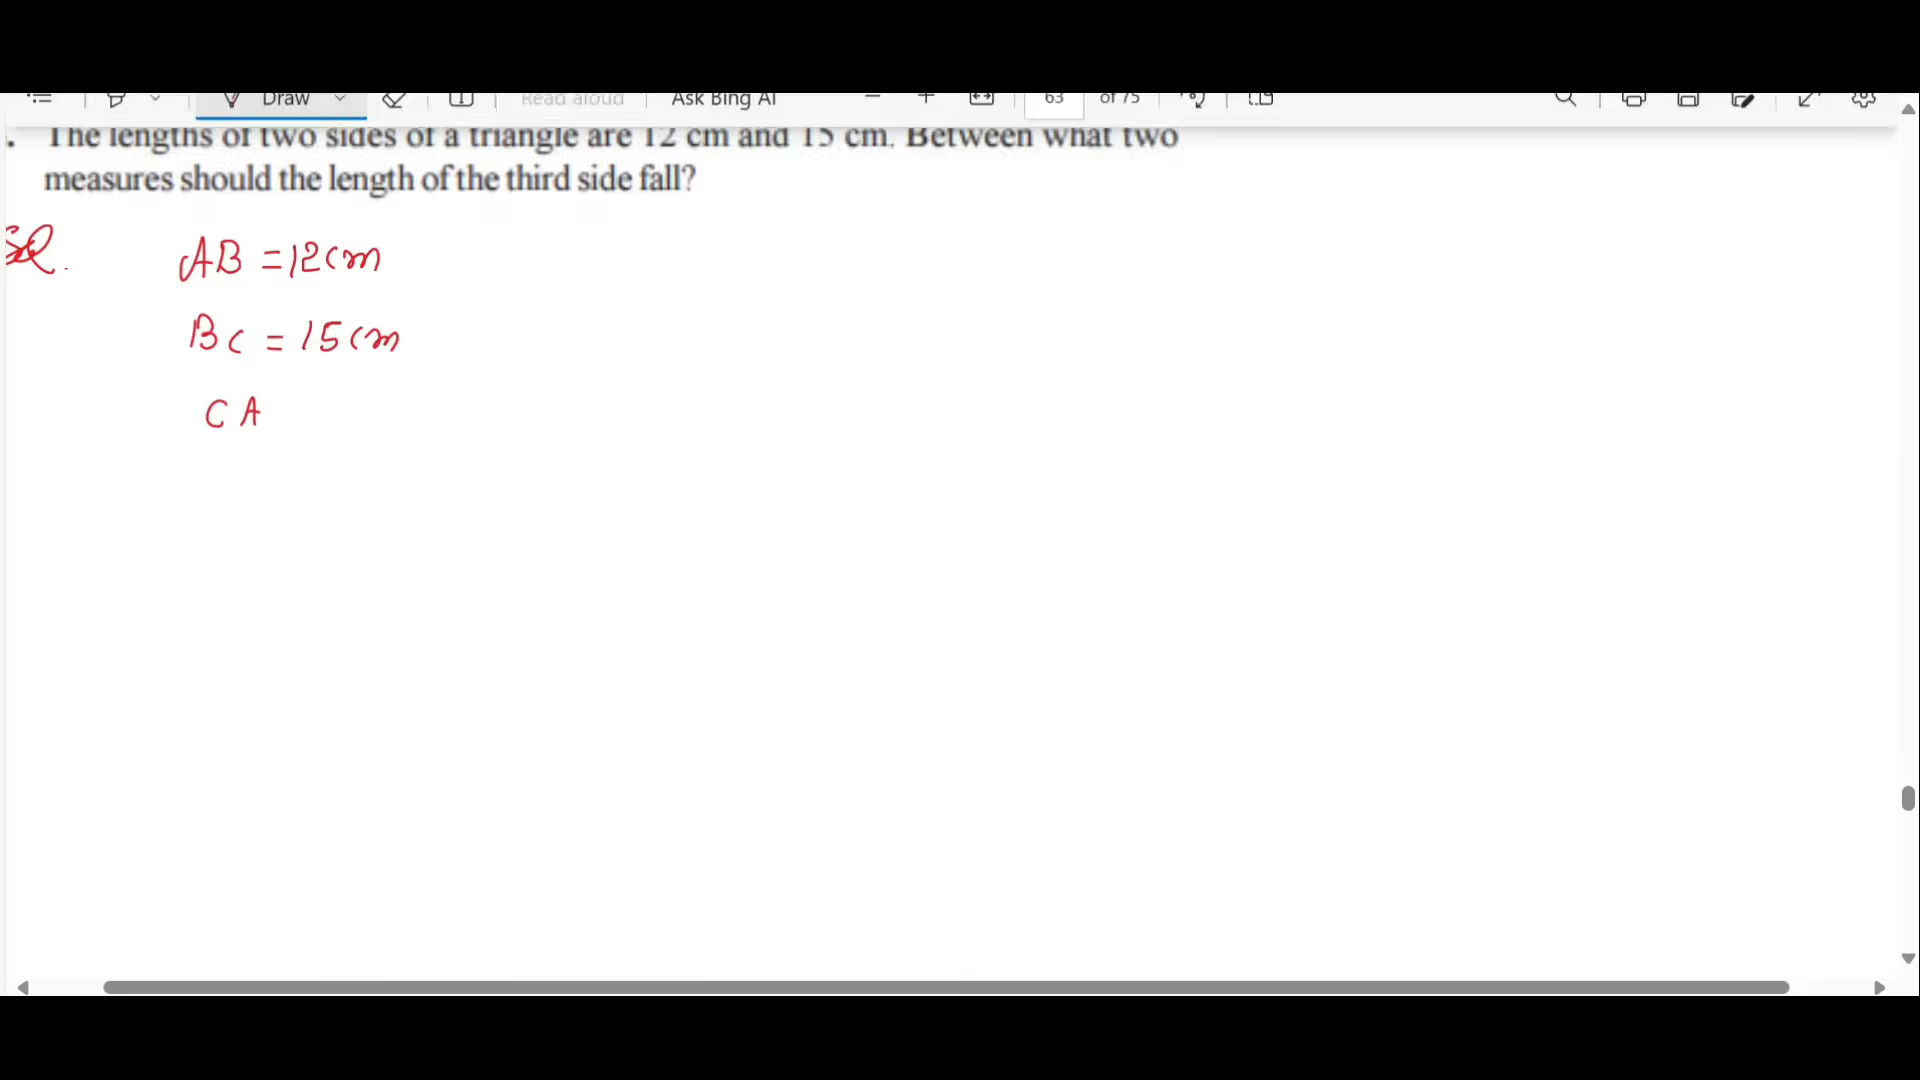 Draw Read aloud Ask Bing AI 63 of 75
. The lengths of two sides of a triangle are 12 cm and 15 cm. Between what two
measures should the length of the third side fall?
Sol.
AB = 12cm
BC = 15cm
CA